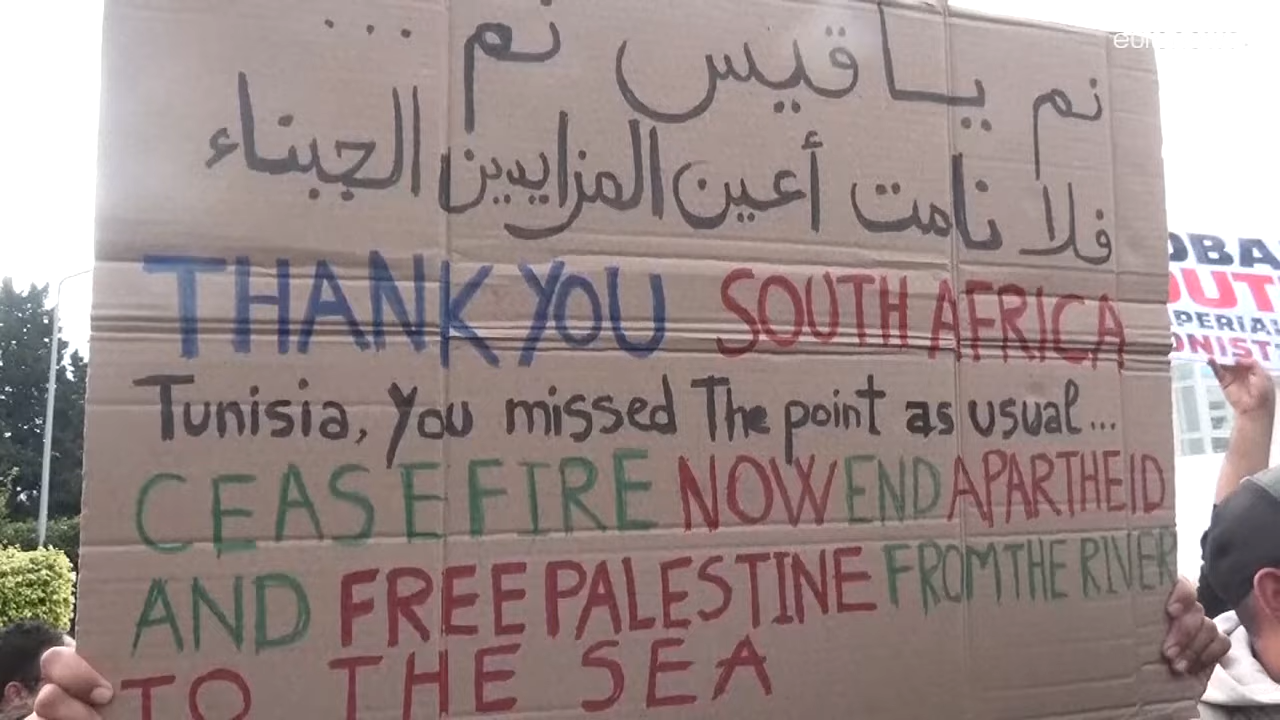 نم يا قيس نم ...
فلا نامت أعين المزايدين الجبناء
THANK YOU SOUTH AFRICA
Tunisia, you missed The point as usual...
CEASEFIRE NOW END APARTHEID
AND FREE PALESTINE FROM THE RIVER
TO THE SEA